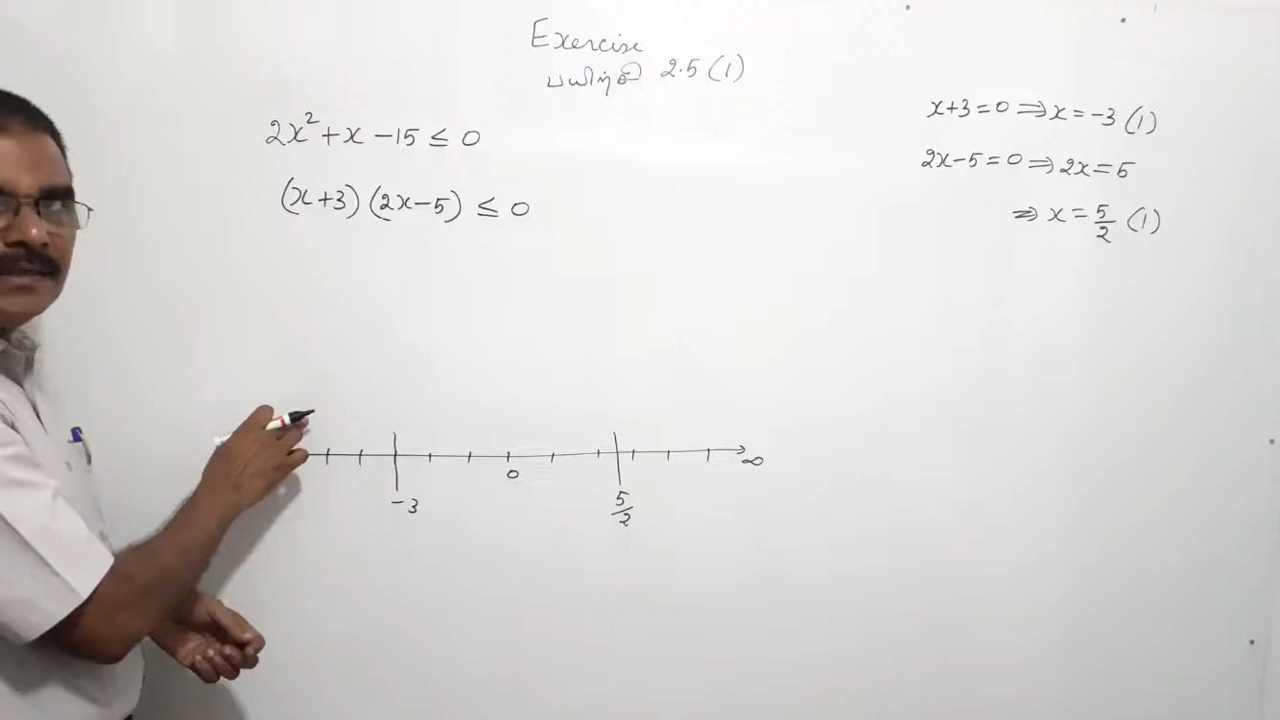 Exercise
பயிற்சி 2.5 (1)
2x² + x - 15 ≤ 0
(x+3) (2x-5) ≤ 0
x+3 = 0 ⇒ x = -3 (1)
2x-5 = 0 ⇒ 2x = 5
⇒ x = 5/2 (1)
0 ∞
-3 5/2